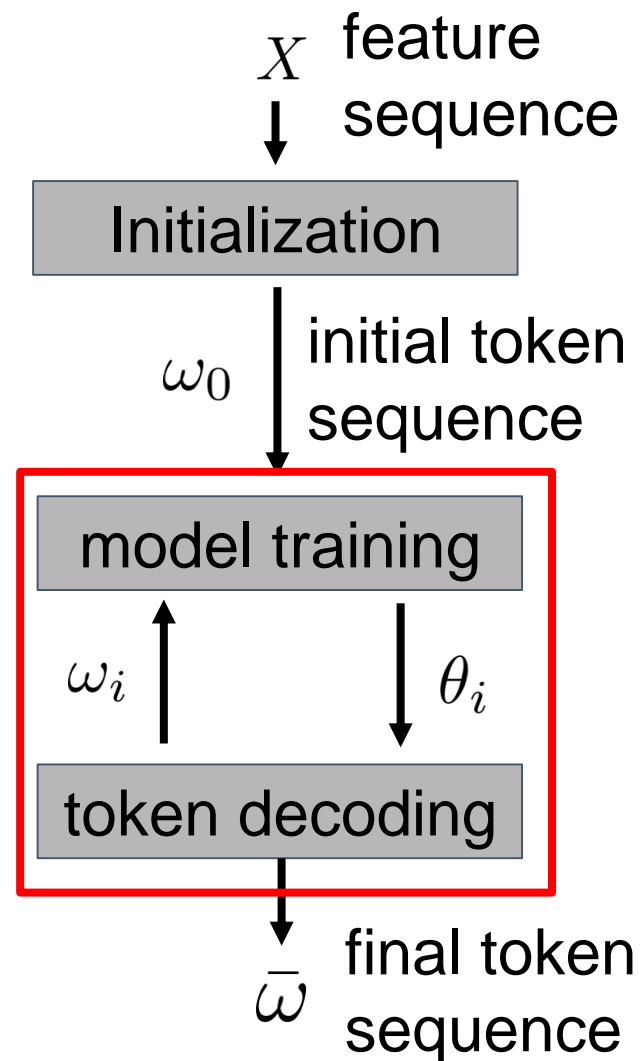 X feature
sequence
Initialization
ω₀ initial token
sequence
model training
ωᵢ θᵢ
token decoding
ω̄ final token
sequence